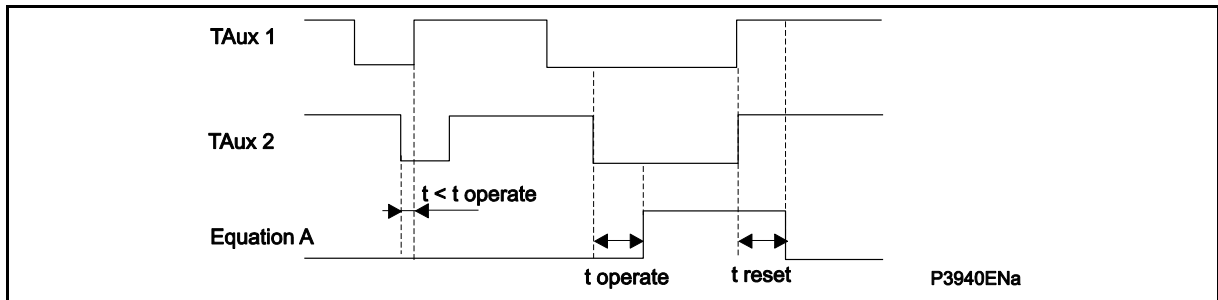 TAux 1
TAux 2
t < t operate
Equation A
t operate
t reset
P3940ENa